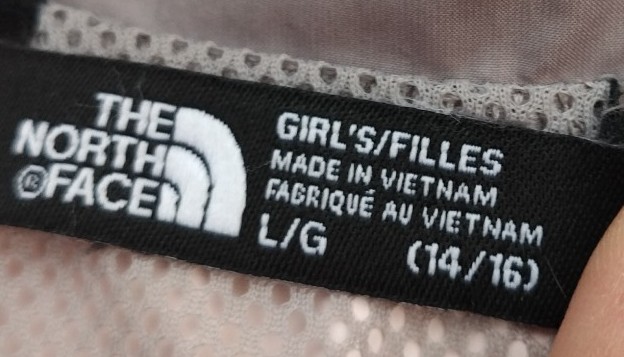 THE
NORTH
®FACE
GIRL'S/FILLES
MADE IN VIETNAM
FABRIQUÉ AU VIETNAM
L/G (14/16)